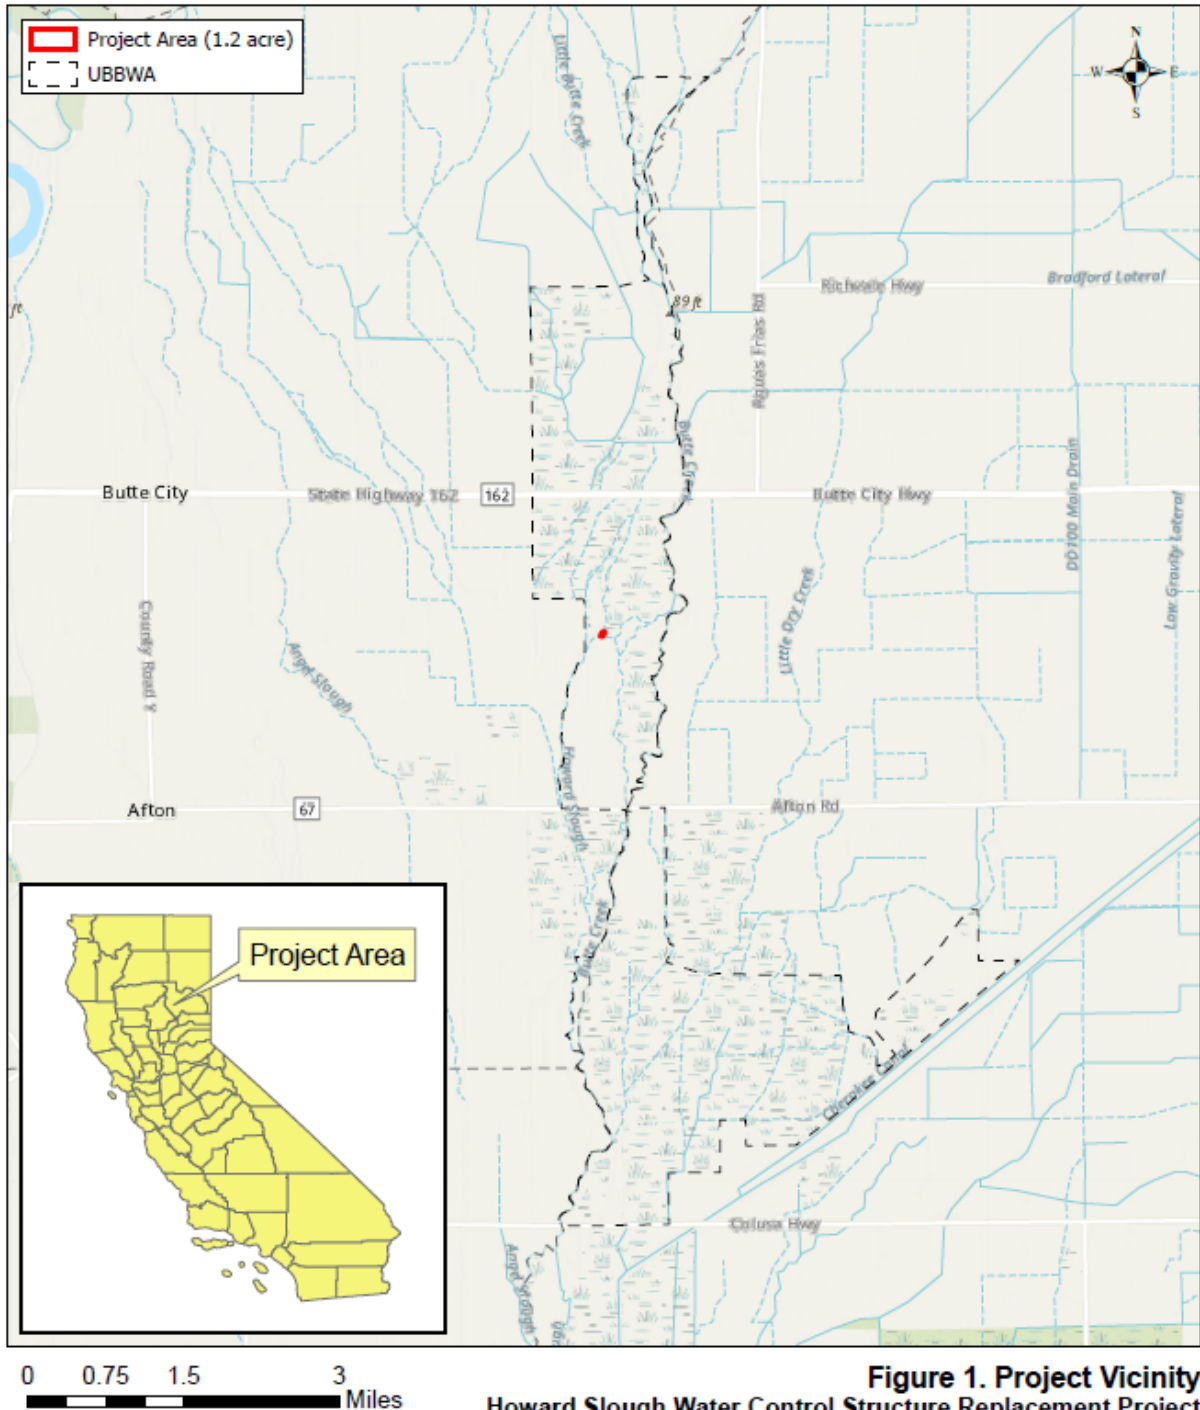 Project Area (1.2 acre)
UBBWA
N
W E
S
Little Butte Creek
ft
89 ft
Richvale Hwy
Bradford Lateral
Aguas Frias Rd
Butte Creek
Butte City
State Highway 162
162
Butte City Hwy
DD100 Main Drain
Low Gravity Lateral
County Road Y
Angel Slough
Little Dry Creek
Howard Slough
Afton
67
Afton Rd
Butte Creek
Project Area
Cherokee Canal
Colusa Hwy
Angel Slough
0 0.75 1.5 3
Miles
Figure 1. Project Vicinity
Howard Slough Water Control Structure Replacement Project